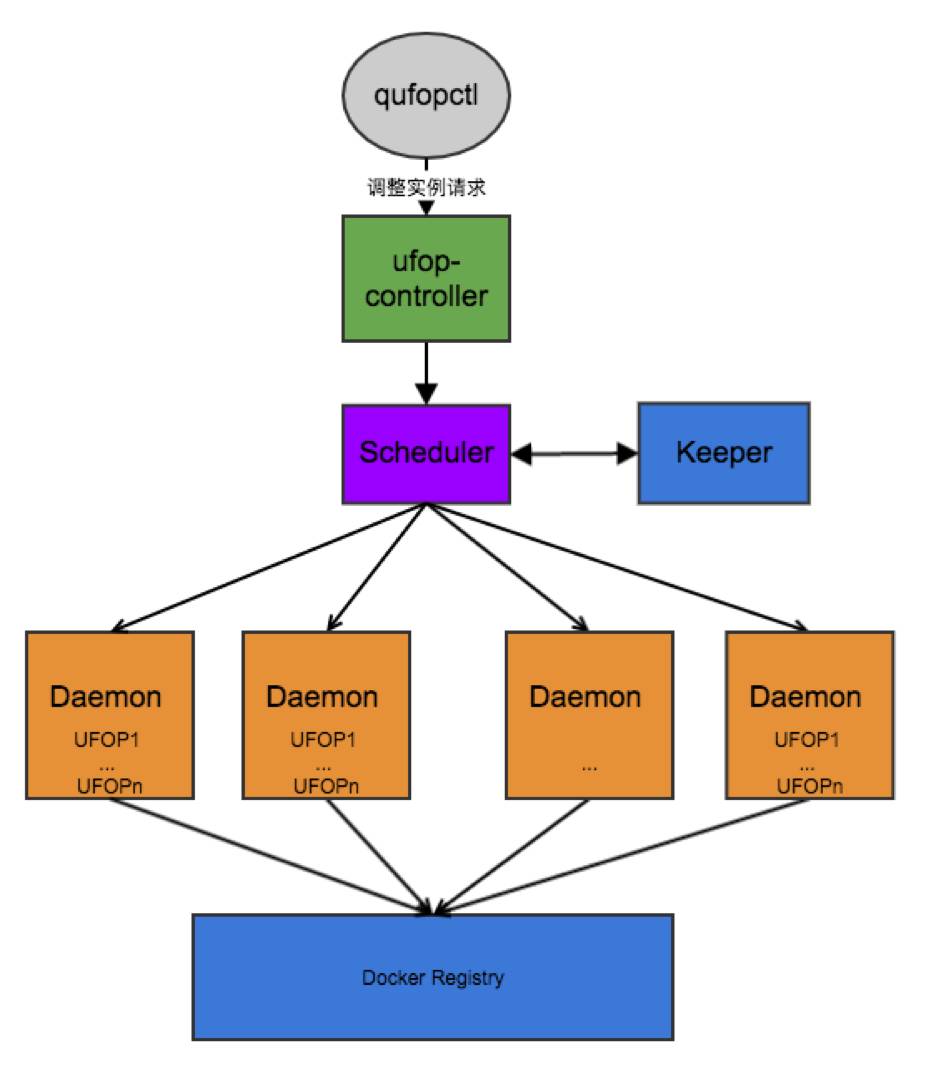 qufopctl
调整实例请求
ufop-
controller
Scheduler
Keeper
Daemon
UFOP1
...
UFOPn
Daemon
UFOP1
...
UFOPn
Daemon
...
Daemon
UFOP1
...
UFOPn
Docker Registry